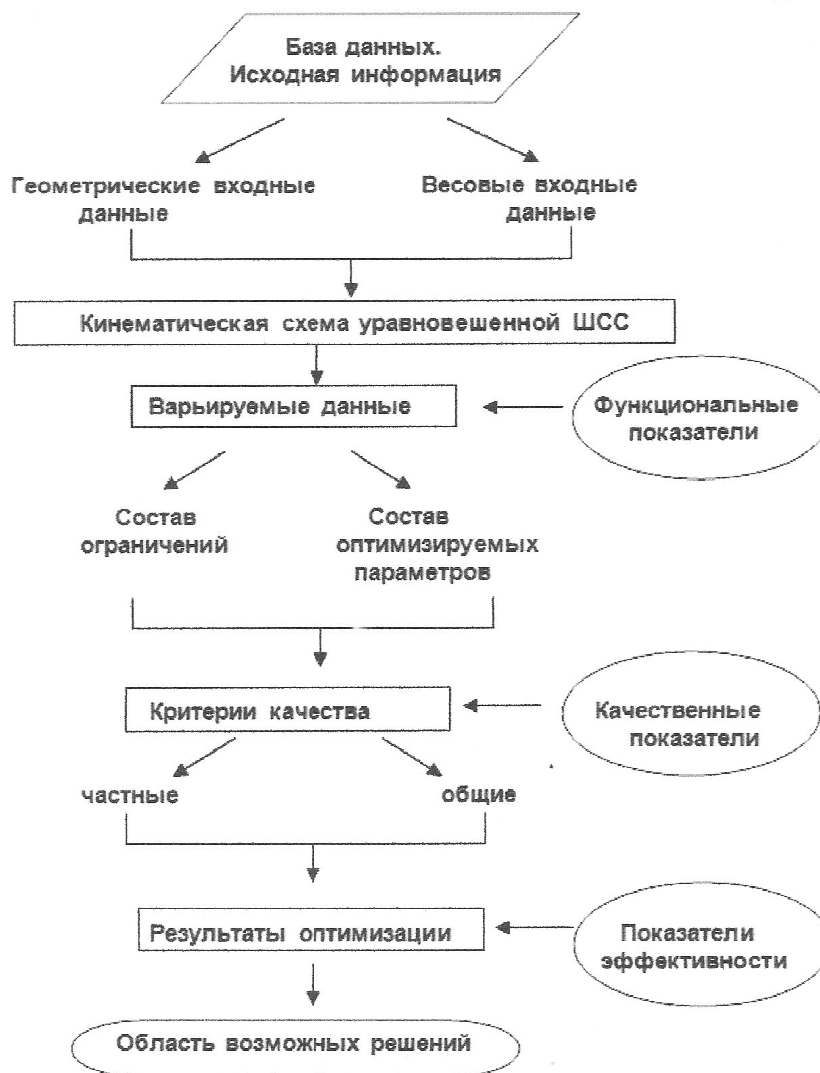 База данных.
Исходная информация
Геометрические входные
данные
Весовые входные
данные
Кинематическая схема уравновешенной ШСС
Варьируемые данные
Функциональные
показатели
Состав
ограничений
Состав
оптимизируемых
параметров
Критерии качества
Качественные
показатели
частные
общие
Результаты оптимизации
Показатели
эффективности
Область возможных решений